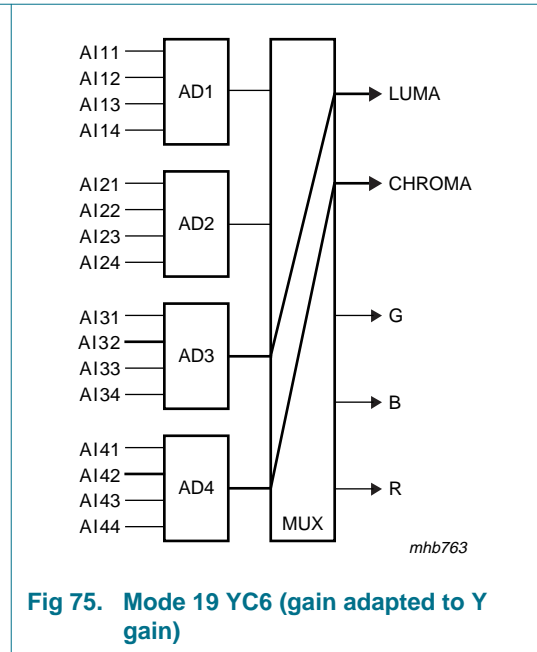 AI11
AI12
AI13
AI14
AD1
AI21
AI22
AI23
AI24
AD2
AI31
AI32
AI33
AI34
AD3
AI41
AI42
AI43
AI44
AD4
MUX
LUMA
CHROMA
G
B
R
mhb763
Fig 75. Mode 19 YC6 (gain adapted to Y
gain)